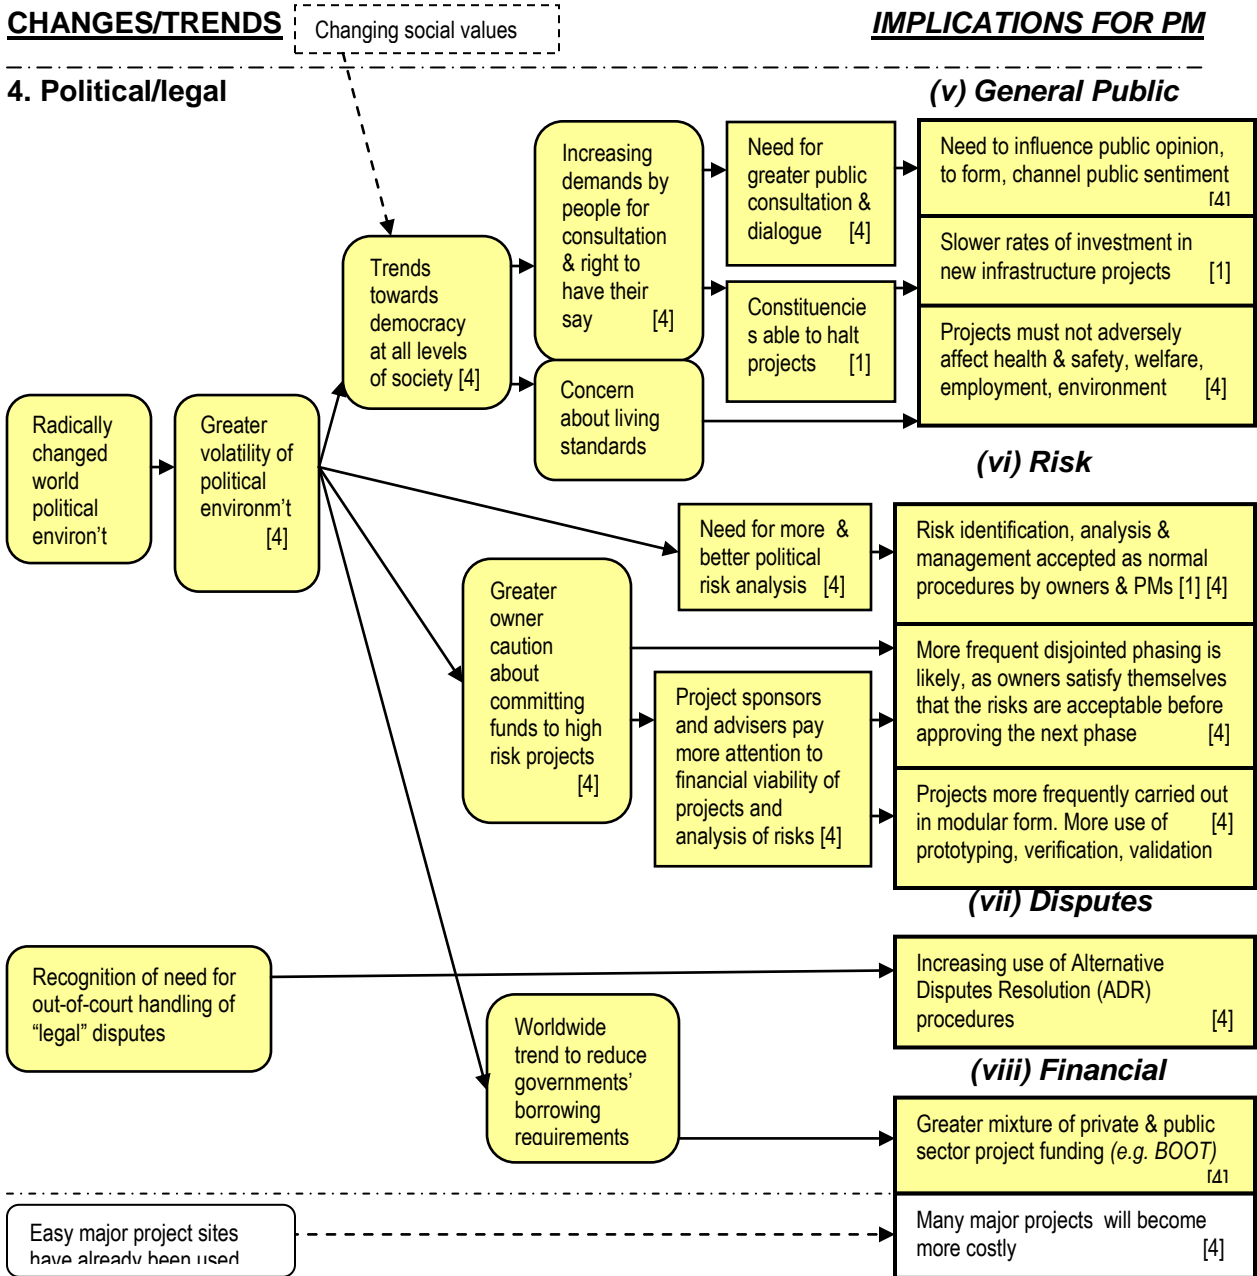 CHANGES/TRENDS
Changing social values
IMPLICATIONS FOR PM
4. Political/legal
(v) General Public
Increasing
demands by
people for
consultation
& right to
have their
say [4]
Need for
greater public
consultation &
dialogue [4]
Need to influence public opinion,
to form, channel public sentiment
[4]
Slower rates of investment in
new infrastructure projects [1]
Trends
towards
democracy
at all levels
of society [4]
Constituencie
s able to halt
projects [1]
Projects must not adversely
affect health & safety, welfare,
employment, environment [4]
Concern
about living
standards
Radically
changed
world
political
environ't
Greater
volatility of
political
environm't
[4]
(vi) Risk
Need for more &
better political
risk analysis [4]
Risk identification, analysis &
management accepted as normal
procedures by owners & PMs [1] [4]
Greater
owner
caution
about
committing
funds to high
risk projects
[4]
More frequent disjointed phasing is
likely, as owners satisfy themselves
that the risks are acceptable before
approving the next phase [4]
Project sponsors
and advisers pay
more attention to
financial viability of
projects and
analysis of risks [4]
Projects more frequently carried out
in modular form. More use of [4]
prototyping, verification, validation
(vii) Disputes
Recognition of need for
out-of-court handling of
“legal” disputes
Increasing use of Alternative
Disputes Resolution (ADR)
procedures [4]
Worldwide
trend to reduce
governments’
borrowing
requirements
(viii) Financial
Greater mixture of private & public
sector project funding (e.g. BOOT)
[4]
Easy major project sites
have already been used
Many major projects will become
more costly [4]